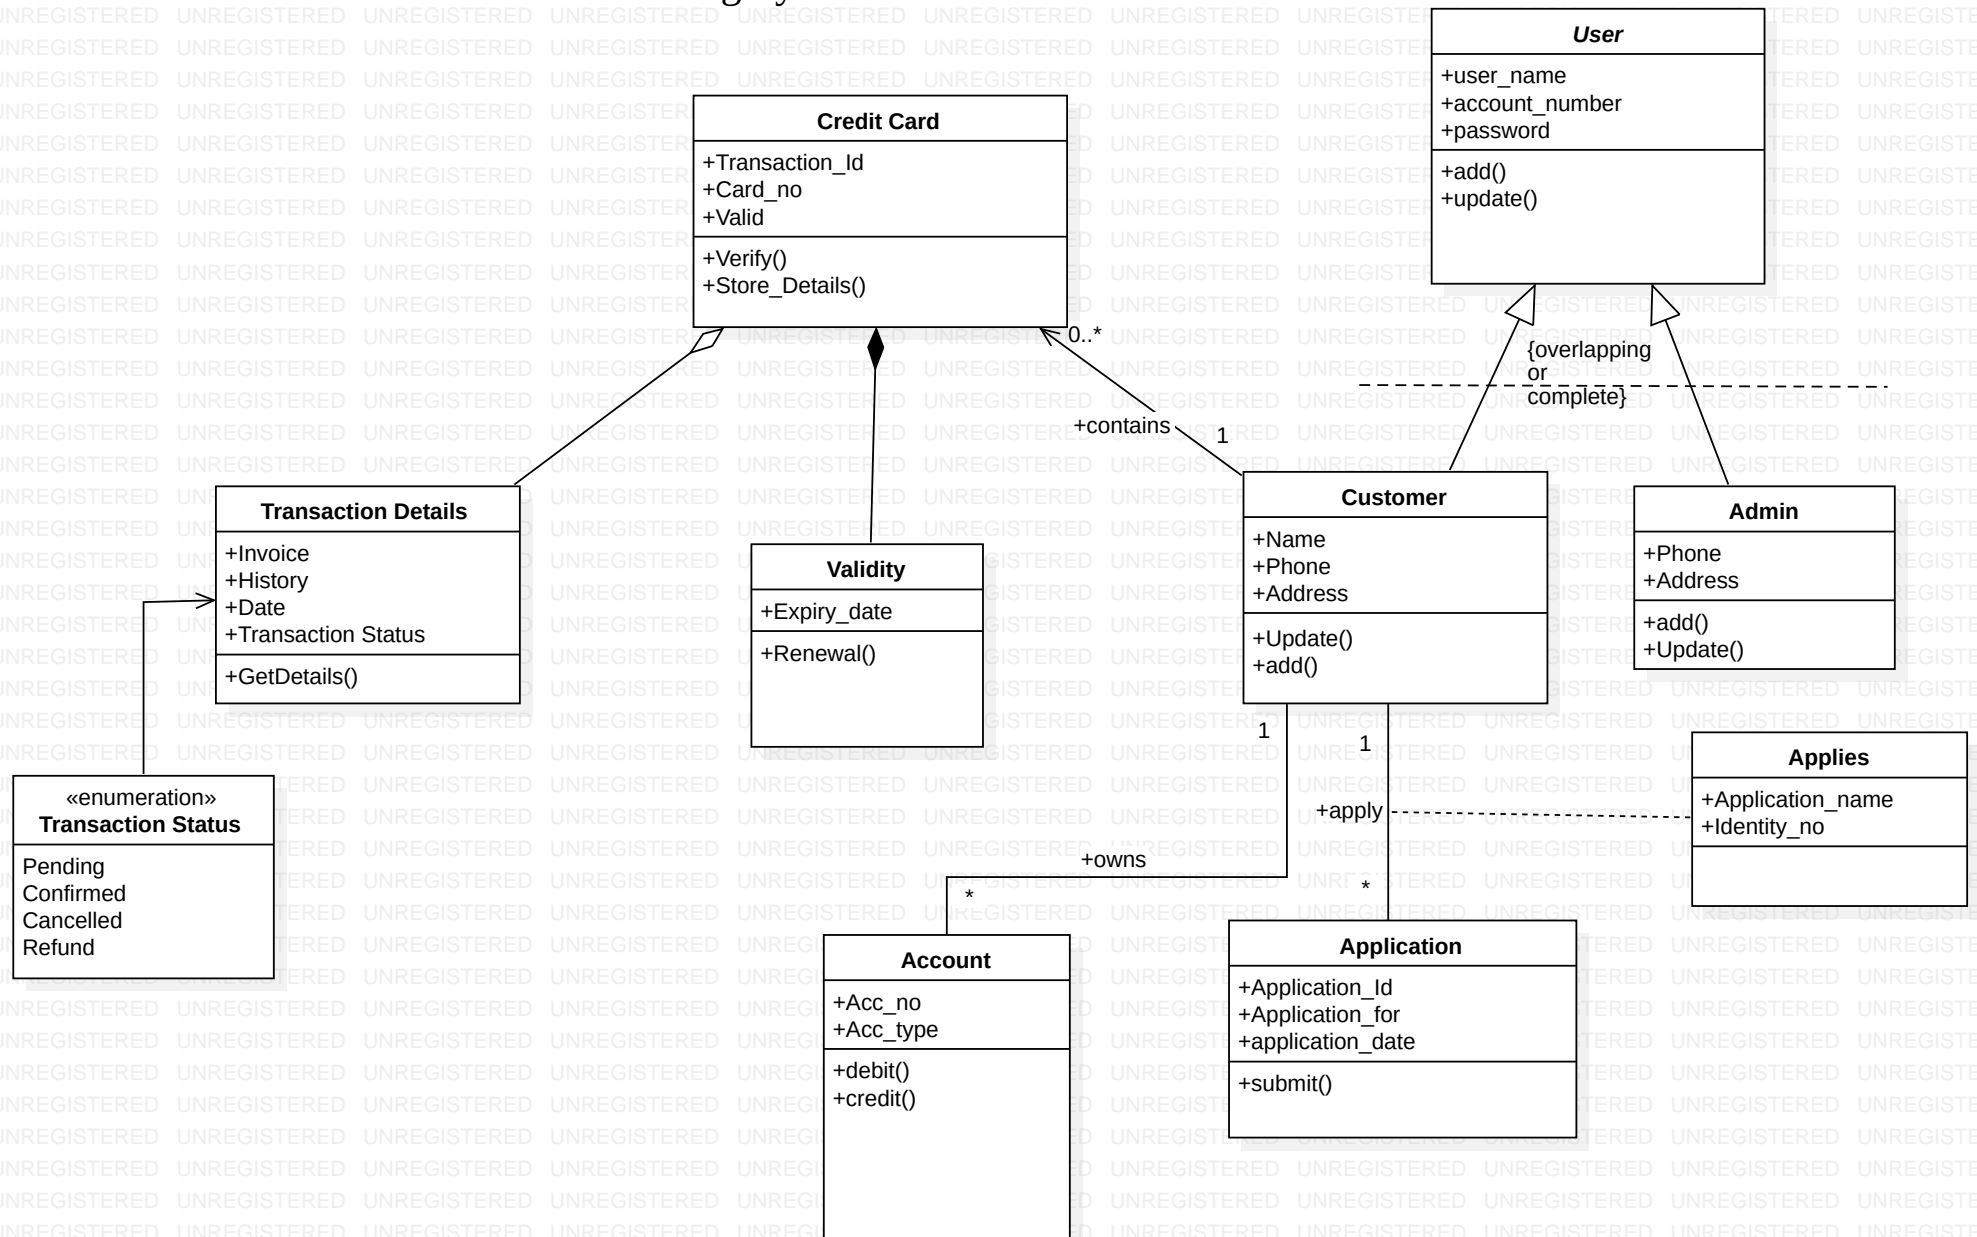 User
+user_name
+account_number
+password
+add()
+update()
Credit Card
+Transaction_Id
+Card_no
+Valid
+Verify()
+Store_Details()
0..*
{overlapping
or
complete}
+contains
1
Transaction Details
+Invoice
+History
+Date
+Transaction Status
+GetDetails()
Validity
+Expiry_date
+Renewal()
Customer
+Name
+Phone
+Address
+Update()
+add()
Admin
+Phone
+Address
+add()
+Update()
1
1
+apply
+owns
*
*
Applies
+Application_name
+Identity_no
«enumeration»
Transaction Status
Pending
Confirmed
Cancelled
Refund
Account
+Acc_no
+Acc_type
+debit()
+credit()
Application
+Application_Id
+Application_for
+application_date
+submit()
UNREGISTERED